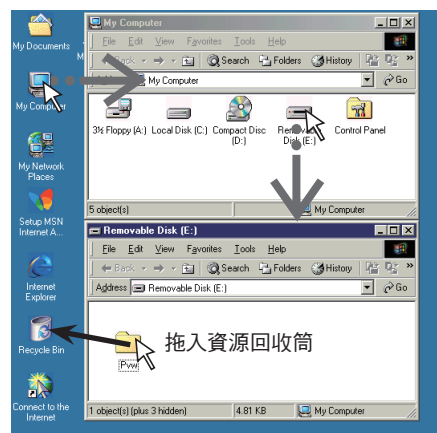 My Documents
M
My Computer
My Network
Places
Setup MSN
Internet A...
Internet
Explorer
Recycle Bin
Connect to the
Internet
My Computer
File Edit View Favorites Tools Help
Back Search Folders History »
My Computer Go
3½ Floppy (A:) Local Disk (C:) Compact Disc
(D:) Removable
Disk (E:) Control Panel
5 object(s) My Computer
Removable Disk (E:)
File Edit View Favorites Tools Help
Back Search Folders History »
Address Removable Disk (E:) Go
拖入資源回收筒
Pvw
1 object(s) (plus 3 hidden) 4.81 KB My Computer